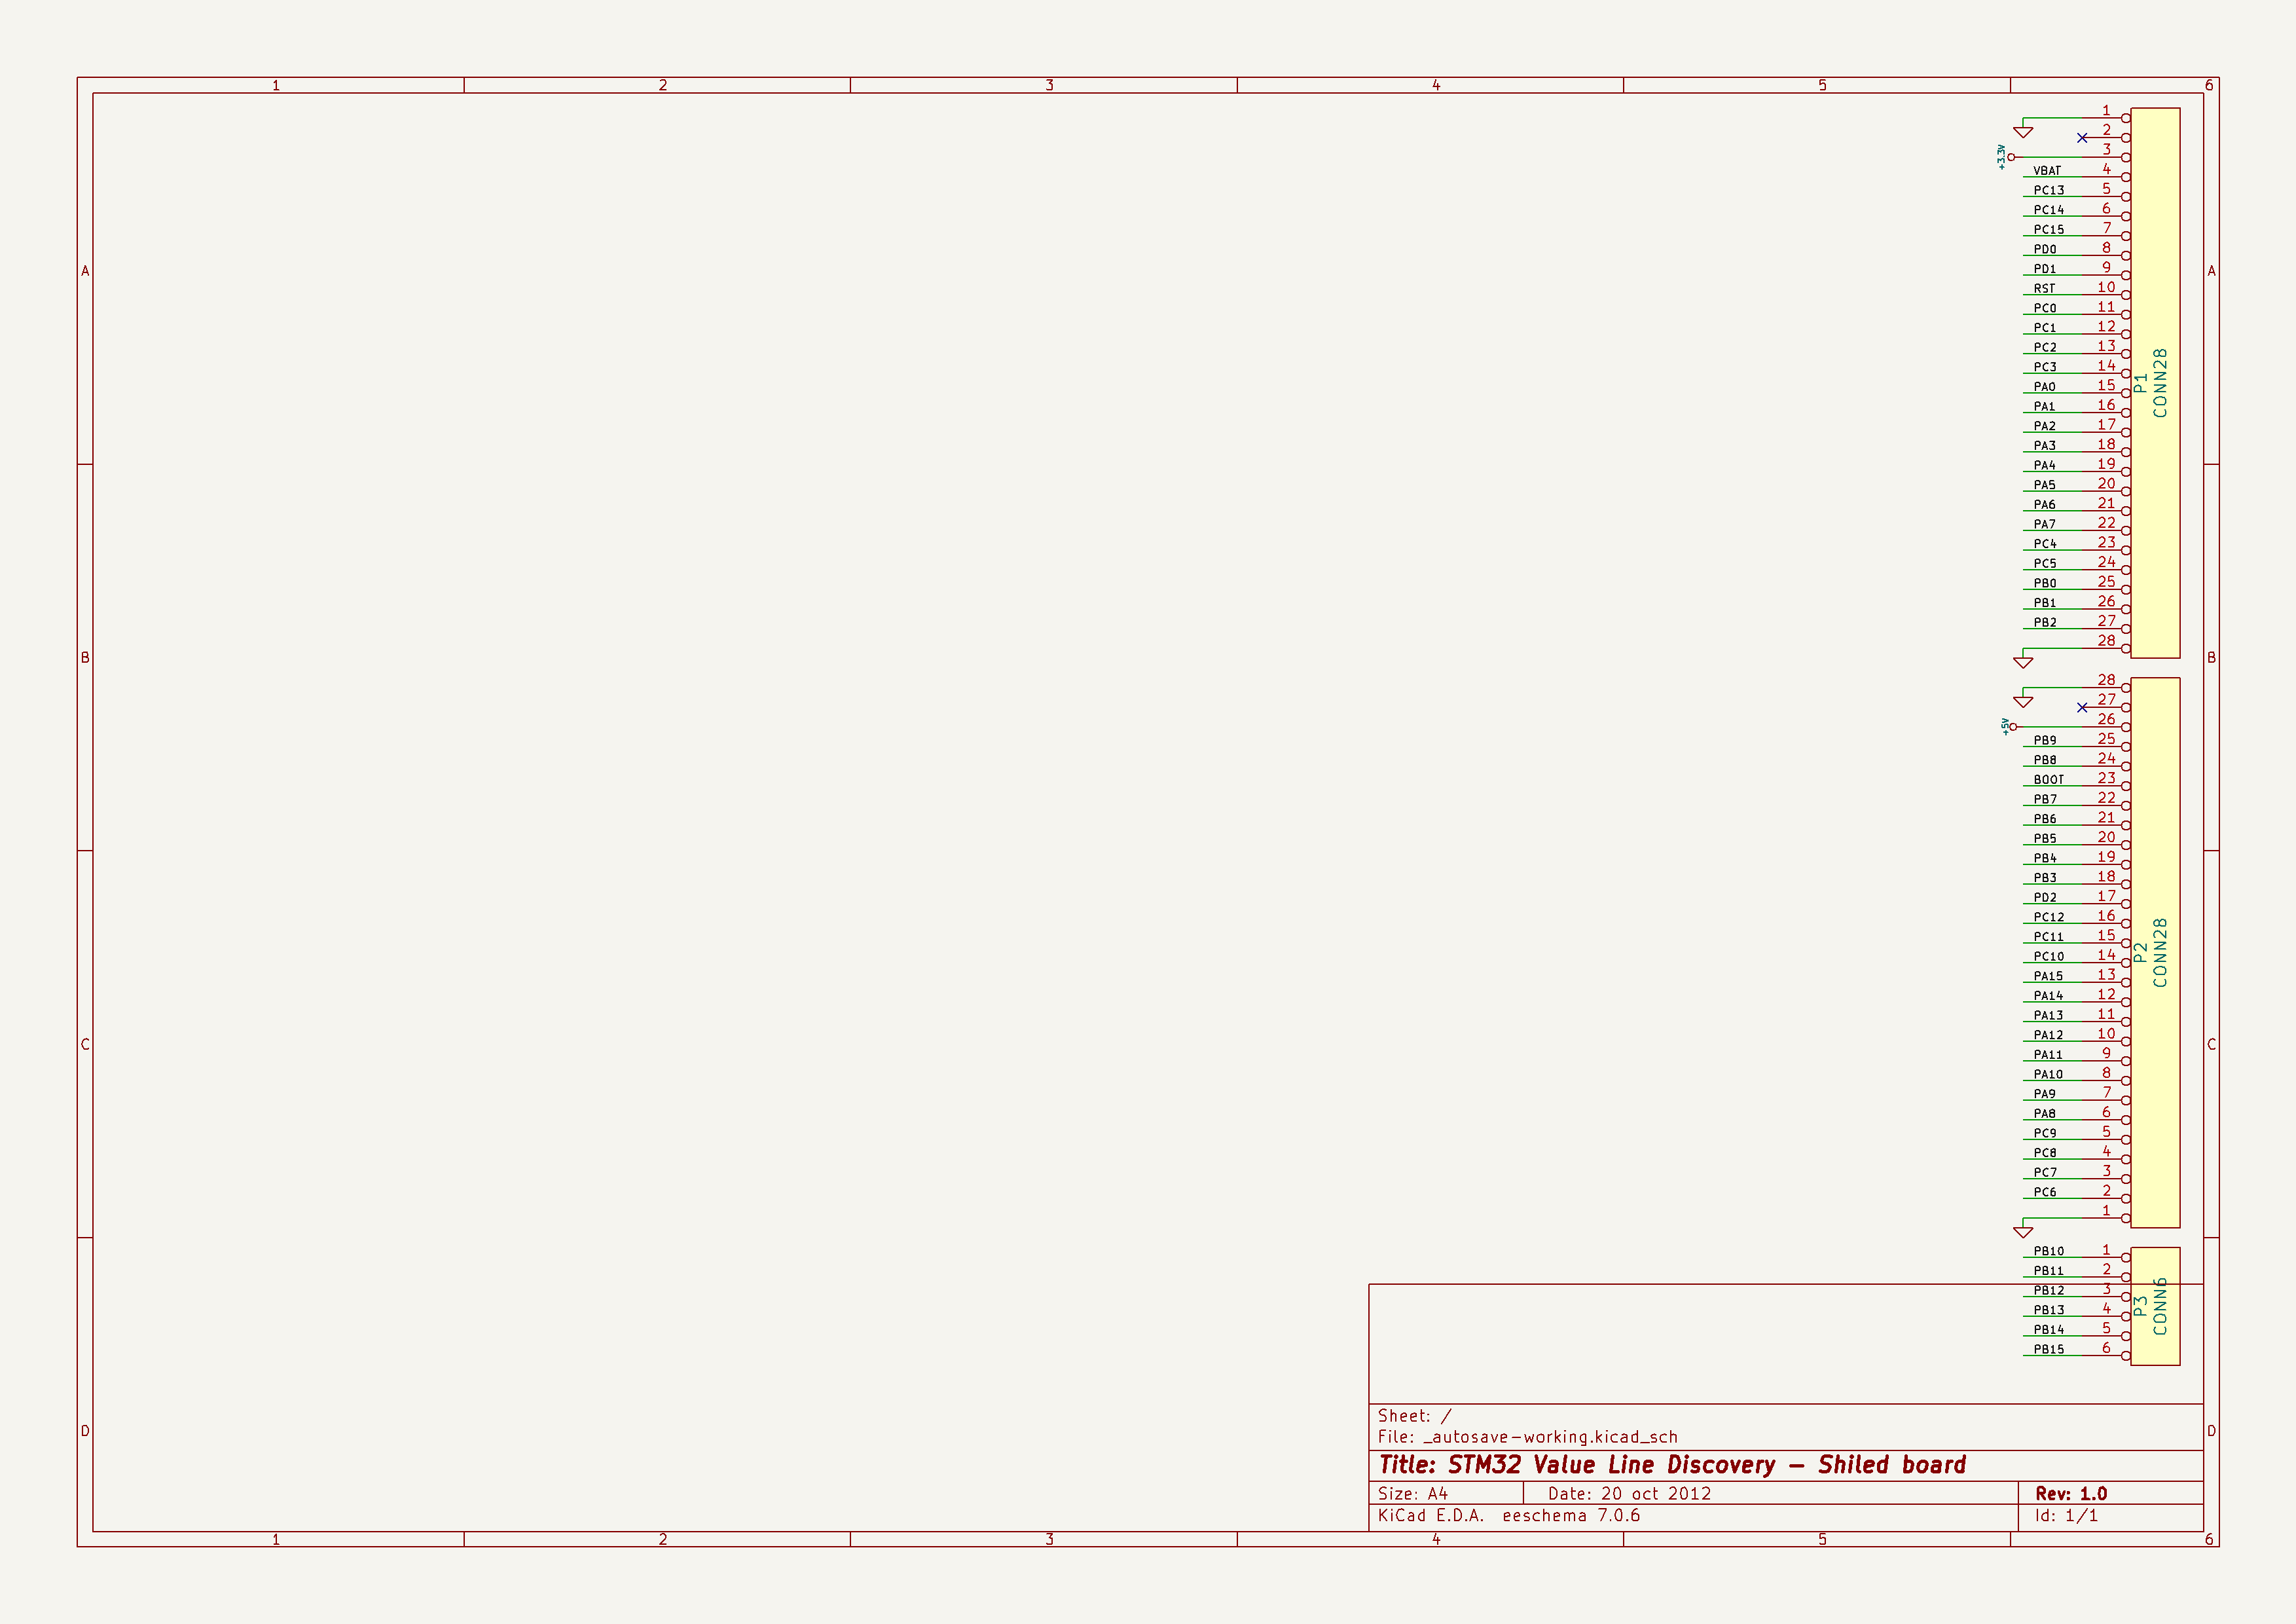 1 2 3 4 5 6
A
A
B
B
C
C
D
D
1
2
+3.3V 3
VBAT 4
PC13 5
PC14 6
PC15 7
PD0 8
PD1 9
RST 10
PC0 11
PC1 12
PC2 13
PC3 14
PA0 15
PA1 16
PA2 17
PA3 18
PA4 19
PA5 20
PA6 21
PA7 22
PC4 23
PC5 24
PB0 25
PB1 26
PB2 27
28
P1
CONN28
28
27
+5V 26
PB9 25
PB8 24
BOOT 23
PB7 22
PB6 21
PB5 20
PB4 19
PB3 18
PD2 17
PC12 16
PC11 15
PC10 14
PA15 13
PA14 12
PA13 11
PA12 10
PA11 9
PA10 8
PA9 7
PA8 6
PC9 5
PC8 4
PC7 3
PC6 2
1
P2
CONN28
PB10 1
PB11 2
PB12 3
PB13 4
PB14 5
PB15 6
P3
CONN6
Sheet: /
File: _autosave-working.kicad_sch
Title: STM32 Value Line Discovery - Shiled board
Size: A4 Date: 20 oct 2012 Rev: 1.0
KiCad E.D.A. eeschema 7.0.6 Id: 1/1
1 2 3 4 5 6